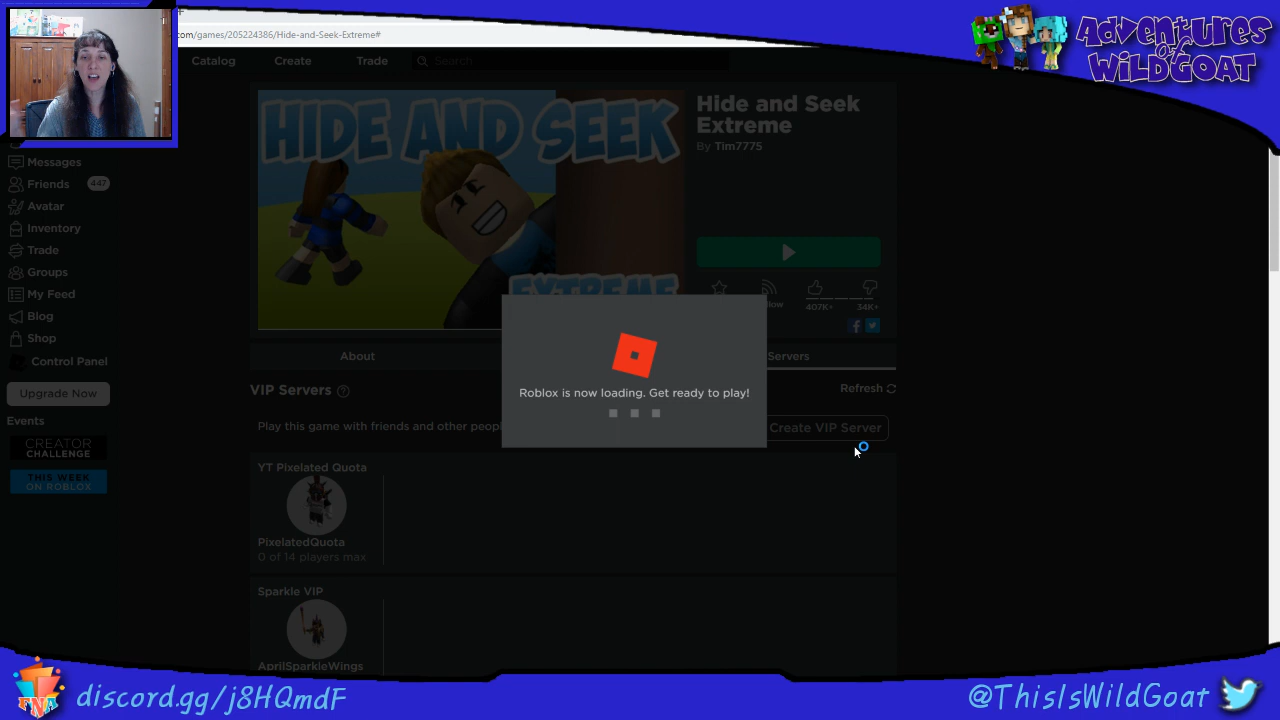 com/games/205224386/Hide-and-Seek-Extreme#
Adventures
of
WildGoat
Catalog
Create
Trade
Search
HIDE AND SEEK
EXTREME
Hide and Seek
Extreme
By Tim7775
Messages
Friends
447
Avatar
Inventory
Trade
Groups
My Feed
Blog
Shop
Control Panel
Upgrade Now
Events
CREATOR
CHALLENGE
THIS WEEK
ON ROBLOX
407K+
34K+
Roblox is now loading. Get ready to play!
About
Servers
VIP Servers
Refresh
Play this game with friends and other
Create VIP Server
YT Pixelated Quota
PixelatedQuota
0 of 14 players max
Sparkle VIP
AprilSparkleWings
FNA
discord.gg/j8HQmdF
@ThisIsWildGoat